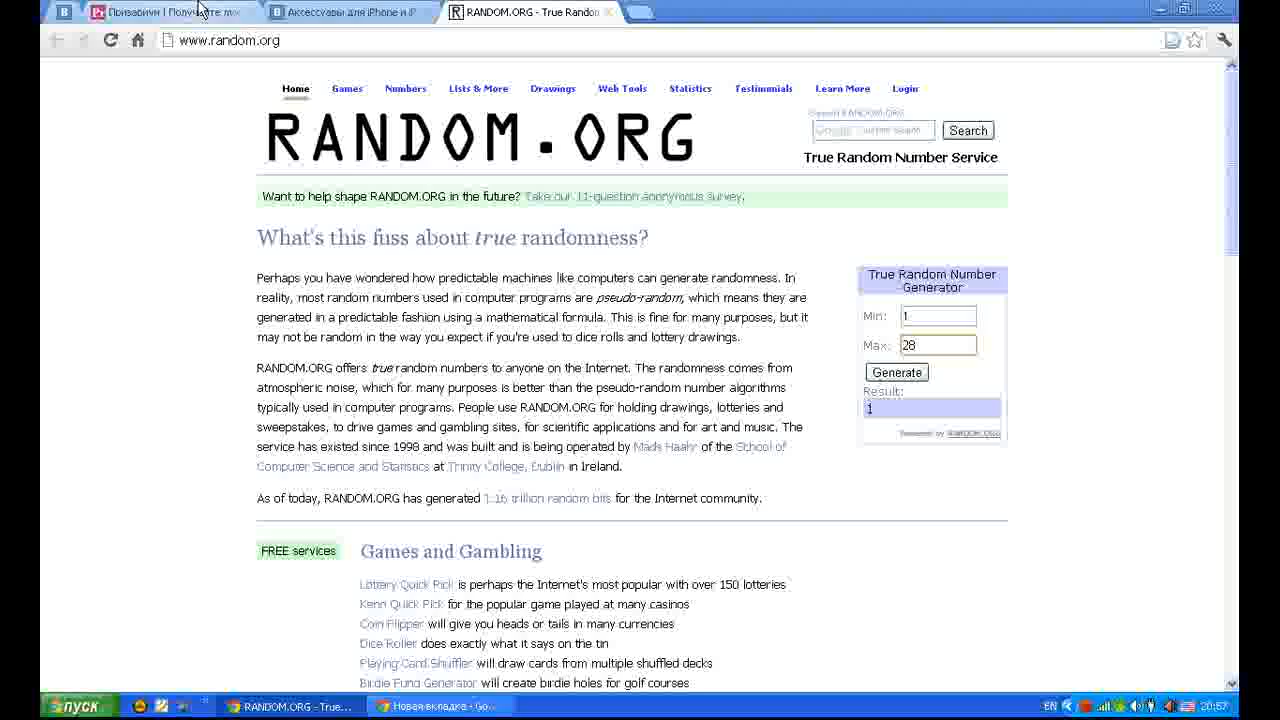 Призаричи | Получите
Аксессуары для iPhone и iP
RANDOM.ORG - True Random
www.random.org
Home Games Numbers Lists & More Drawings Web Tools Statistics Testimonials Learn More Login
RANDOM.ORG
Search RANDOM.ORG
Google Custom Search Search
True Random Number Service
Want to help shape RANDOM.ORG in the future? Take our 11-question anonymous survey.
What's this fuss about true randomness?
Perhaps you have wondered how predictable machines like computers can generate randomness. In
reality, most random numbers used in computer programs are pseudo-random, which means they are
generated in a predictable fashion using a mathematical formula. This is fine for many purposes, but it
may not be random in the way you expect if you're used to dice rolls and lottery drawings.
RANDOM.ORG offers true random numbers to anyone on the Internet. The randomness comes from
atmospheric noise, which for many purposes is better than the pseudo-random number algorithms
typically used in computer programs. People use RANDOM.ORG for holding drawings, lotteries and
sweepstakes, to drive games and gambling sites, for scientific applications and for art and music. The
service has existed since 1998 and was built and is being operated by Mads Haahr of the School of
Computer Science and Statistics at Trinity College, Dublin in Ireland.
As of today, RANDOM.ORG has generated 1.16 trillion random bits for the Internet community.
True Random Number
Generator
Min: 1
Max: 28
Generate
Result:
1
Powered by RANDOM.ORG
FREE services
Games and Gambling
Lottery Quick Pick is perhaps the Internet's most popular with over 150 lotteries
Keno Quick Pick for the popular game played at many casinos
Coin Flipper will give you heads or tails in many currencies
Dice Roller does exactly what it says on the tin
Playing Card Shuffler will draw cards from multiple shuffled decks
Birdie Fund Generator will create birdie holes for golf courses
пуск
RANDOM.ORG - True...
Новая вкладка - Go...
EN
20:57